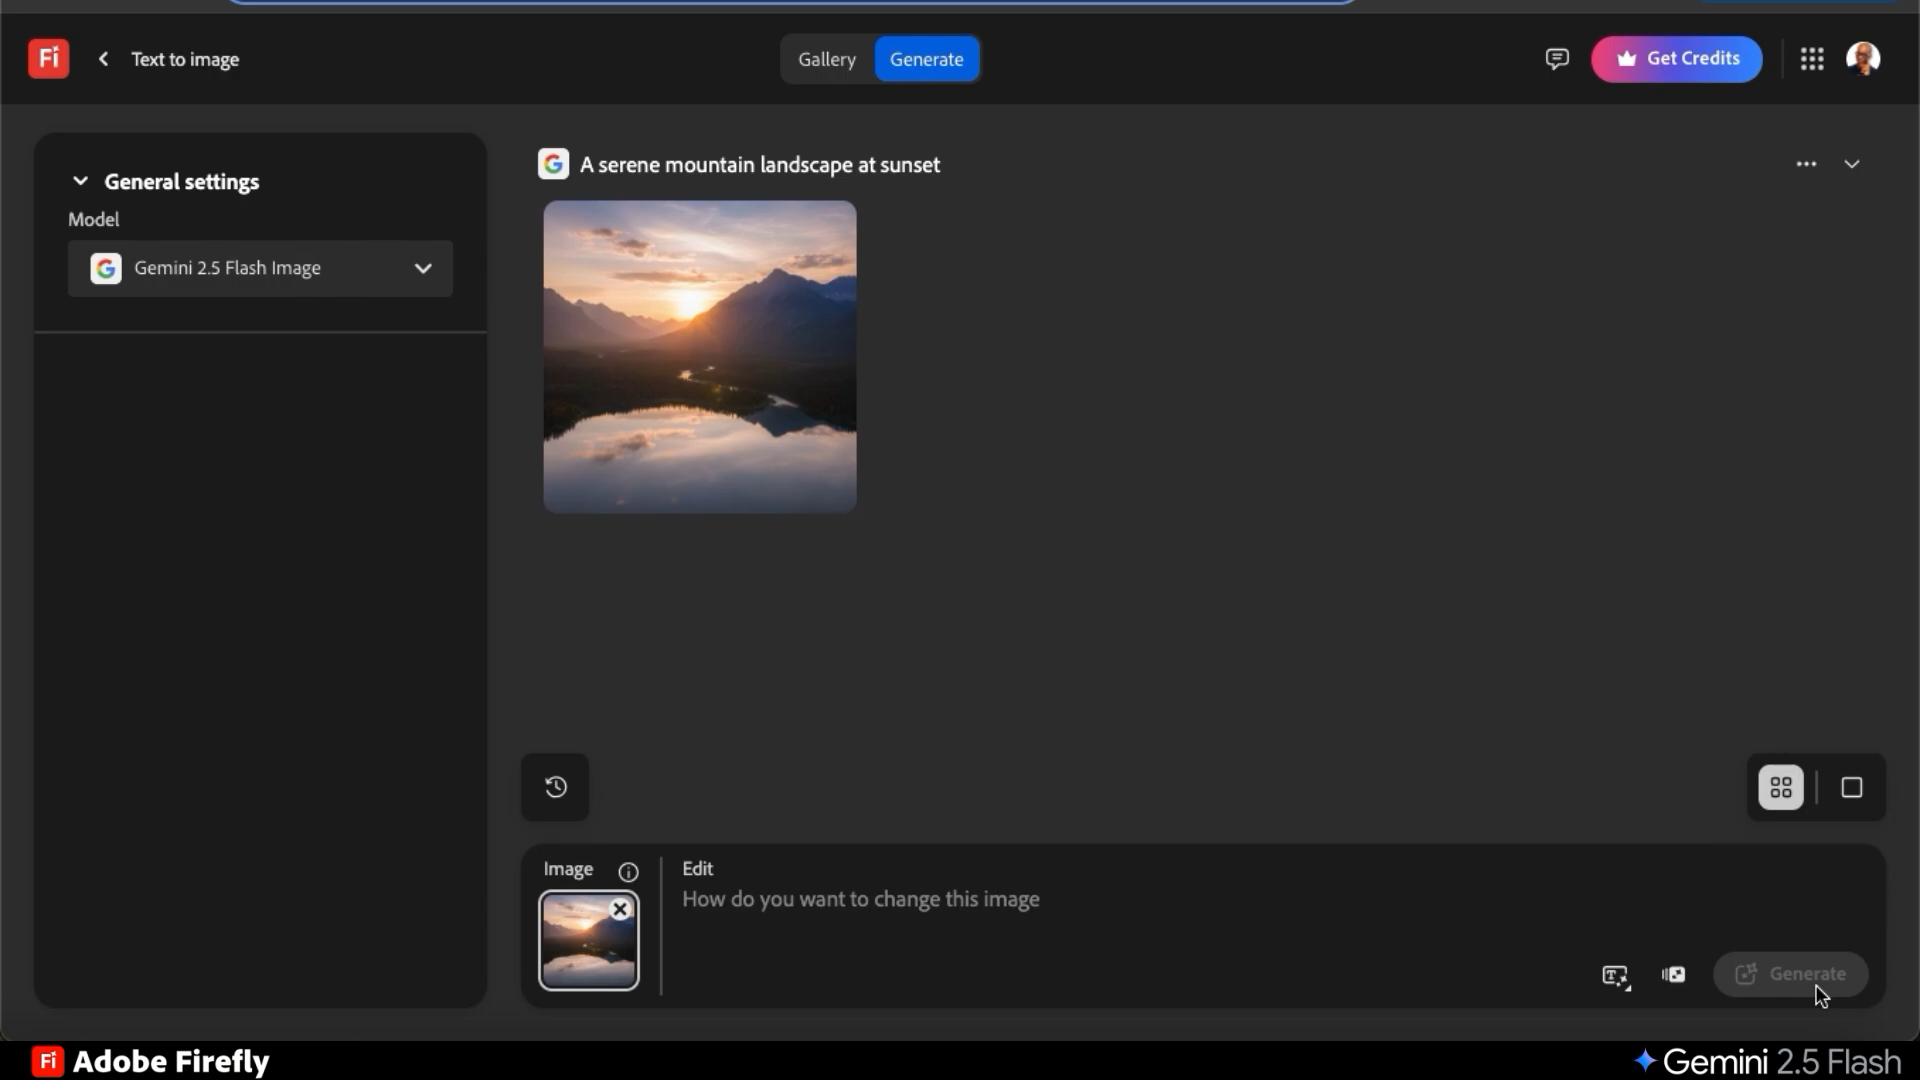 Fi
Text to image
Gallery
Generate
Get Credits
General settings
Model
G
Gemini 2.5 Flash Image
G
A serene mountain landscape at sunset
Image
Edit
How do you want to change this image
Generate
Fi
Adobe Firefly
Gemini 2.5 Flash